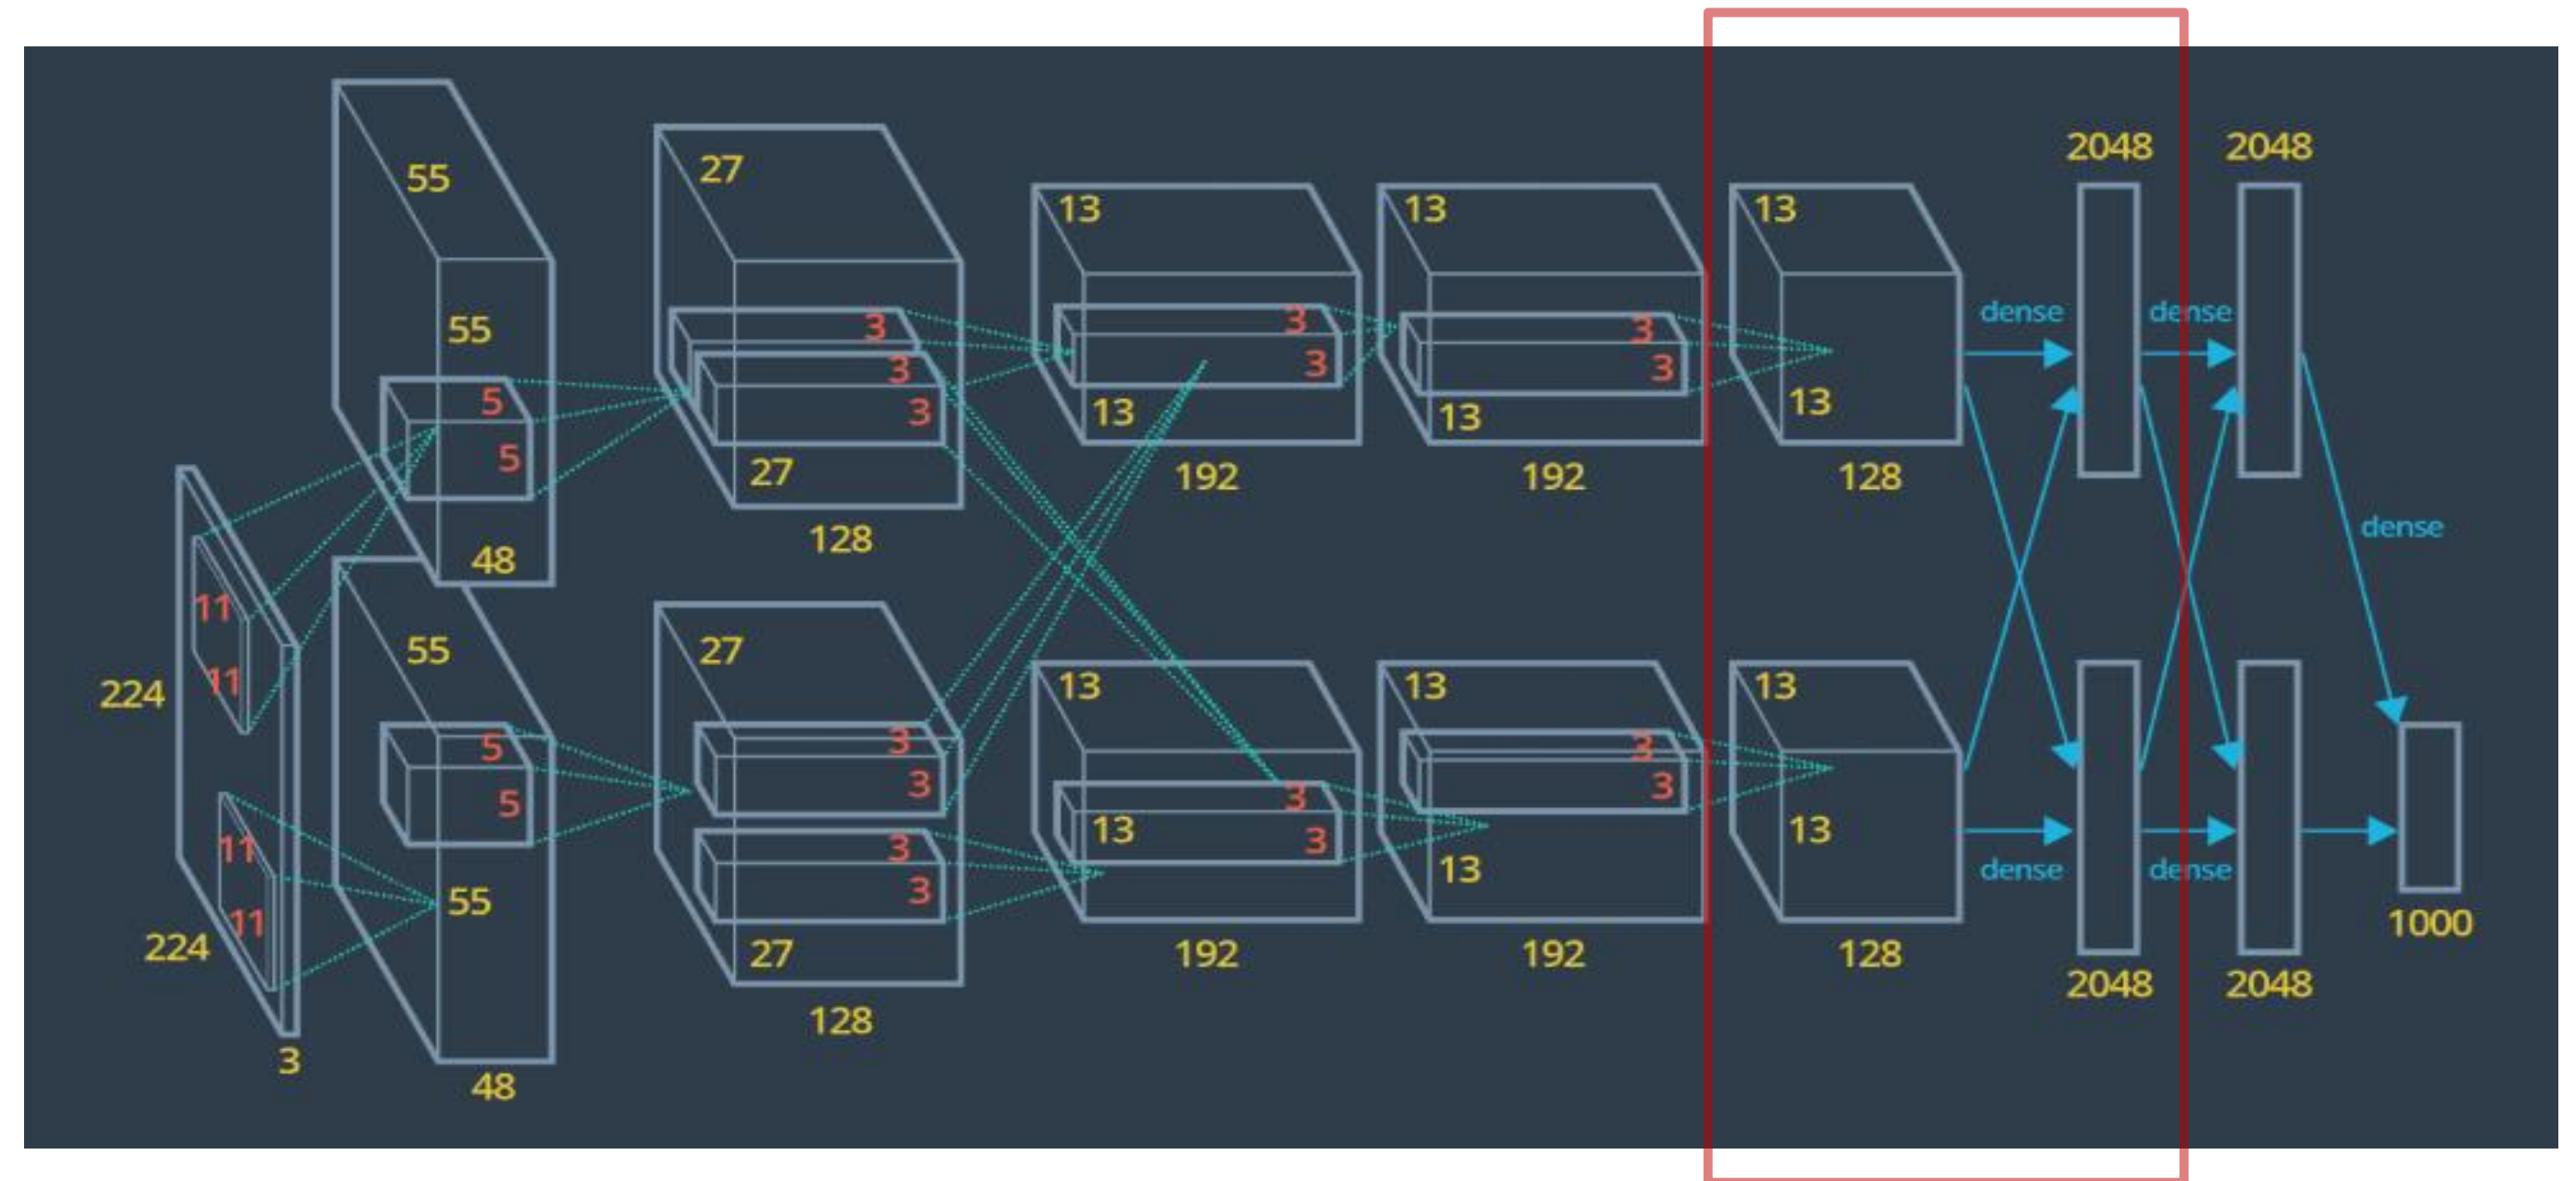 2048 2048
55 27 13 13 13
55 3 3 3 dense dense
3 3 3 3
5 3 13 13 13
5 27 192 192 128
48 128 dense
11
11 55 27 13 13 13
224
5 3 3
5 3 13 3 3 13
11 55 3 3 13 dense dense
11 3 1000
224 27 192 192 128
2048 2048
128
3
48